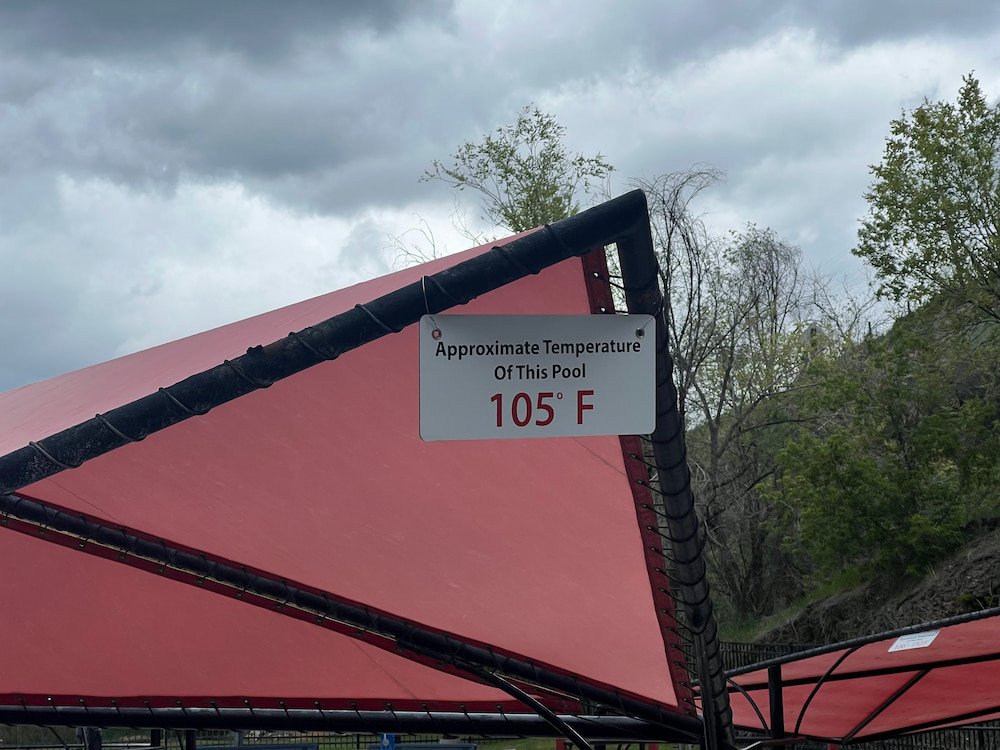 Approximate Temperature
Of This Pool
105° F